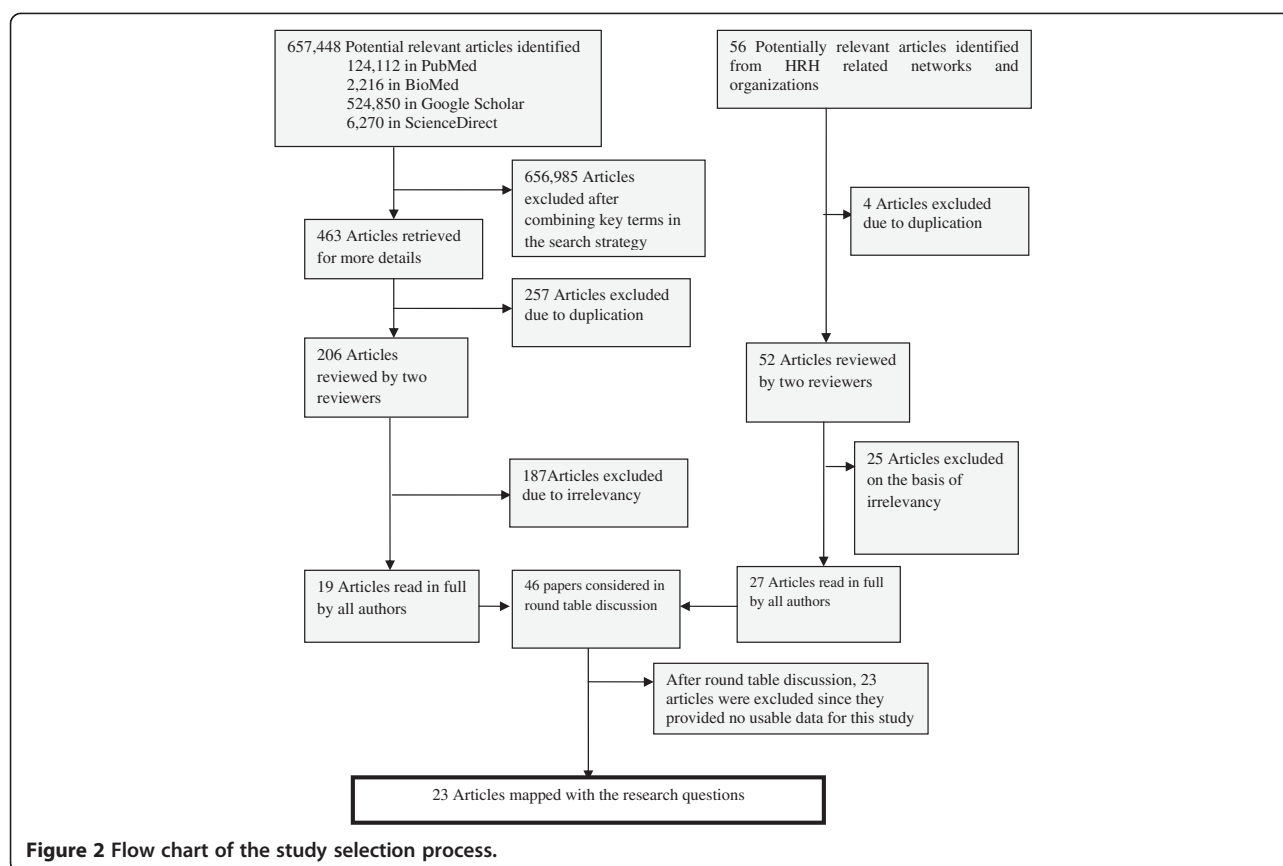 657,448 Potential relevant articles identified
124,112 in PubMed
2,216 in BioMed
524,850 in Google Scholar
6,270 in ScienceDirect
56 Potentially relevant articles identified
from HRH related networks and
organizations
656,985 Articles
excluded after
combining key terms in
the search strategy
4 Articles excluded
due to duplication
463 Articles retrieved
for more details
257 Articles excluded
due to duplication
206 Articles
reviewed by two
reviewers
52 Articles reviewed
by two reviewers
187Articles excluded
due to irrelevancy
25 Articles excluded
on the basis of
irrelevancy
19 Articles read in full
by all authors
46 papers considered in
round table discussion
27 Articles read in full
by all authors
After round table discussion, 23
articles were excluded since they
provided no usable data for this study
23 Articles mapped with the research questions
Figure 2 Flow chart of the study selection process.